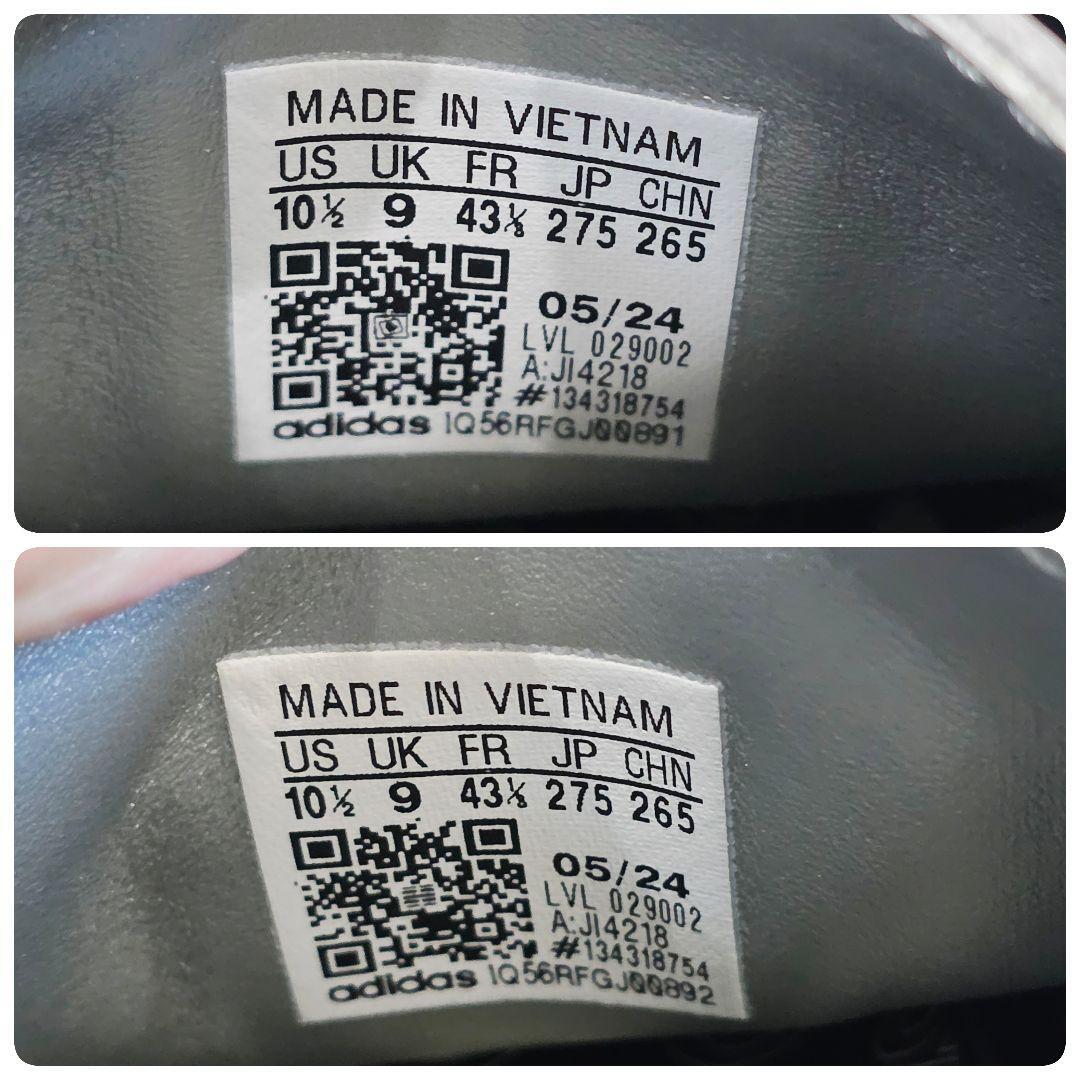 MADE IN VIETNAM
US UK FR JP CHN
10½ 9 43⅓ 275 265
05/24
LVL 029002
A:JI4218
#134318754
adidas 1Q56RFGJ00891
MADE IN VIETNAM
US UK FR JP CHN
10½ 9 43⅓ 275 265
05/24
LVL 029002
A:JI4218
#134318754
adidas 1Q56RFGJ00892